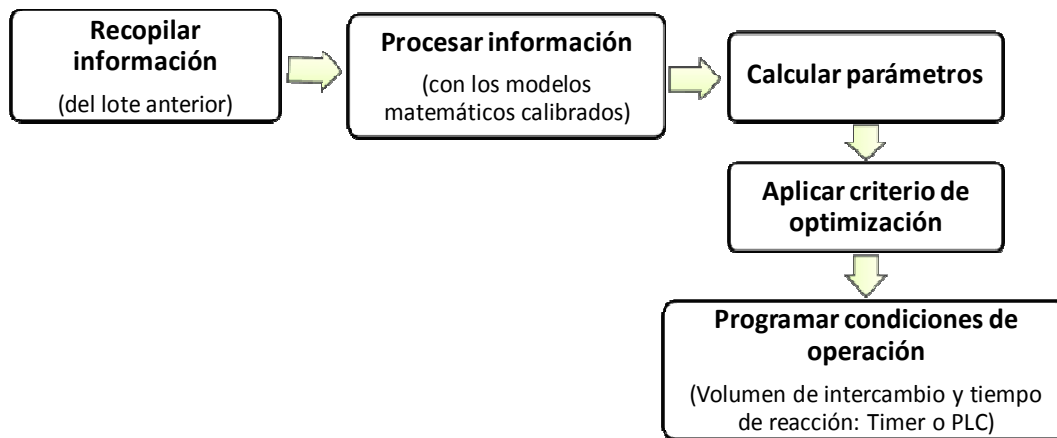 Recopilar
información
(del lote anterior)
Procesar información
(con los modelos
matemáticos calibrados)
Calcular parámetros
Aplicar criterio de
optimización
Programar condiciones de
operación
(Volumen de intercambio y tiempo
de reacción: Timer o PLC)